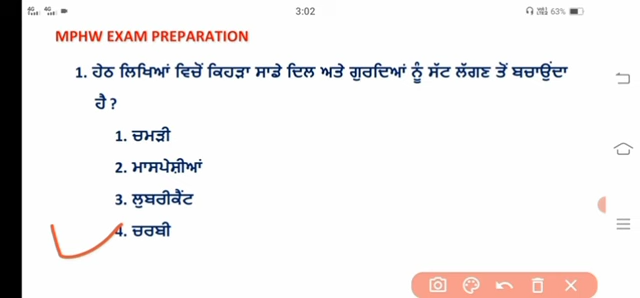 3:02
63%
MPHW EXAM PREPARATION
1. ਹੇਠ ਲਿਖਿਆਂ ਵਿਚੋਂ ਕਿਹੜਾ ਸਾਡੇ ਦਿਲ ਅਤੇ ਗੁਰਦਿਆਂ ਨੂੰ ਸੱਟ ਲੱਗਣ ਤੋਂ ਬਚਾਉਂਦਾ
ਹੈ ?
1. ਚਮੜੀ
2. ਮਾਸਪੇਸ਼ੀਆਂ
3. ਲੁਬਰੀਕੈਂਟ
4. ਚਰਬੀ